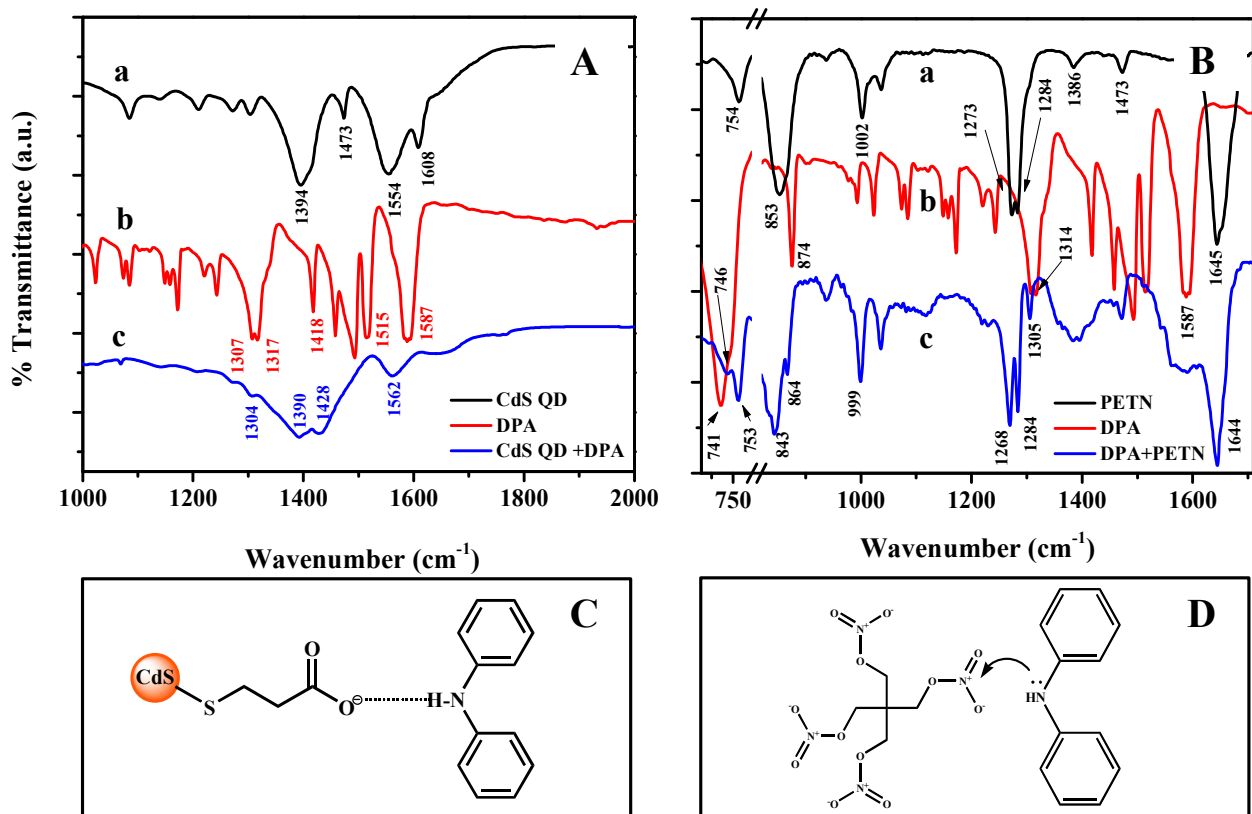 A
a
1394
1473
1554
1608
b
1307
1317
1418
1515
1587
c
1304
1390
1428
1562
CdS QD
DPA
CdS QD +DPA
% Transmittance (a.u.)
1000
1200
1400
1600
1800
2000
Wavenumber (cm-1)
B
a
754
853
1002
1273
1284
1386
1473
1645
b
746
874
1314
1587
c
741
753
843
864
999
1268
1284
1305
1644
PETN
DPA
DPA+PETN
750
1000
1200
1400
1600
Wavenumber (cm-1)
C
CdS
S
O
O⊖
H-N
D
O
N+
O-
O
O
N+
O
O-
-O
N+
O
O
O
N+
-O
O
HN